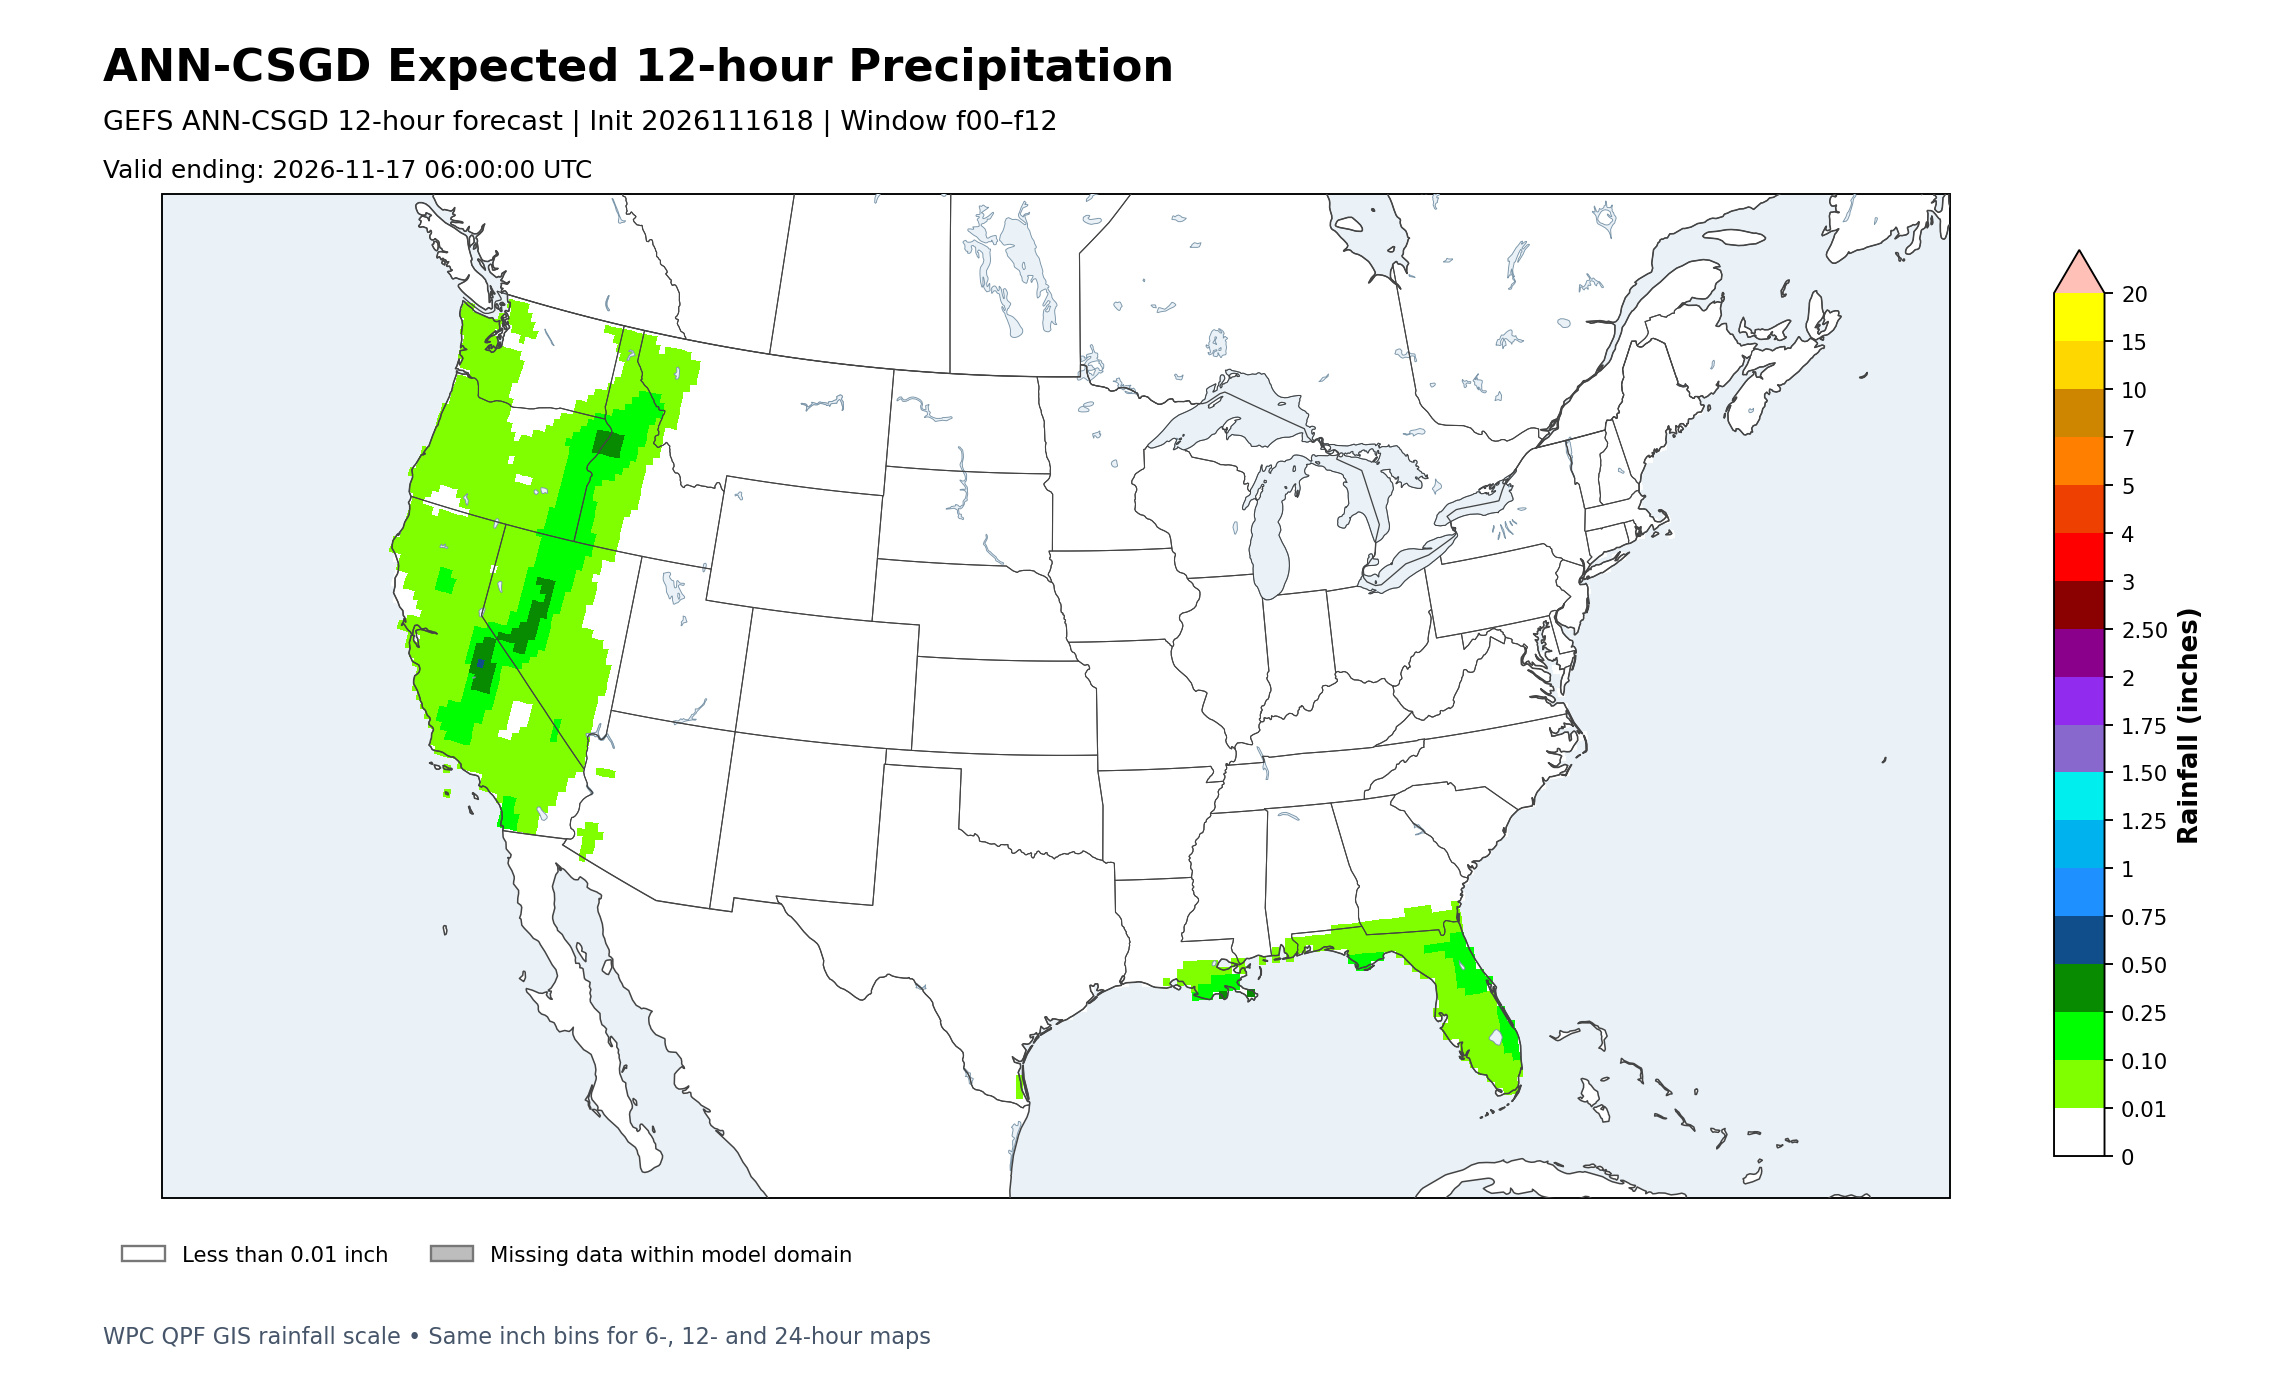 ANN-CSGD Expected 12-hour Precipitation
GEFS ANN-CSGD 12-hour forecast | Init 2026111618 | Window f00–f12
Valid ending: 2026-11-17 06:00:00 UTC
20
15
10
7
5
4
3
2.50
2
1.75
1.50
1.25
1
0.75
0.50
0.25
0.10
0.01
0
Rainfall (inches)
Less than 0.01 inch
Missing data within model domain
WPC QPF GIS rainfall scale • Same inch bins for 6-, 12- and 24-hour maps